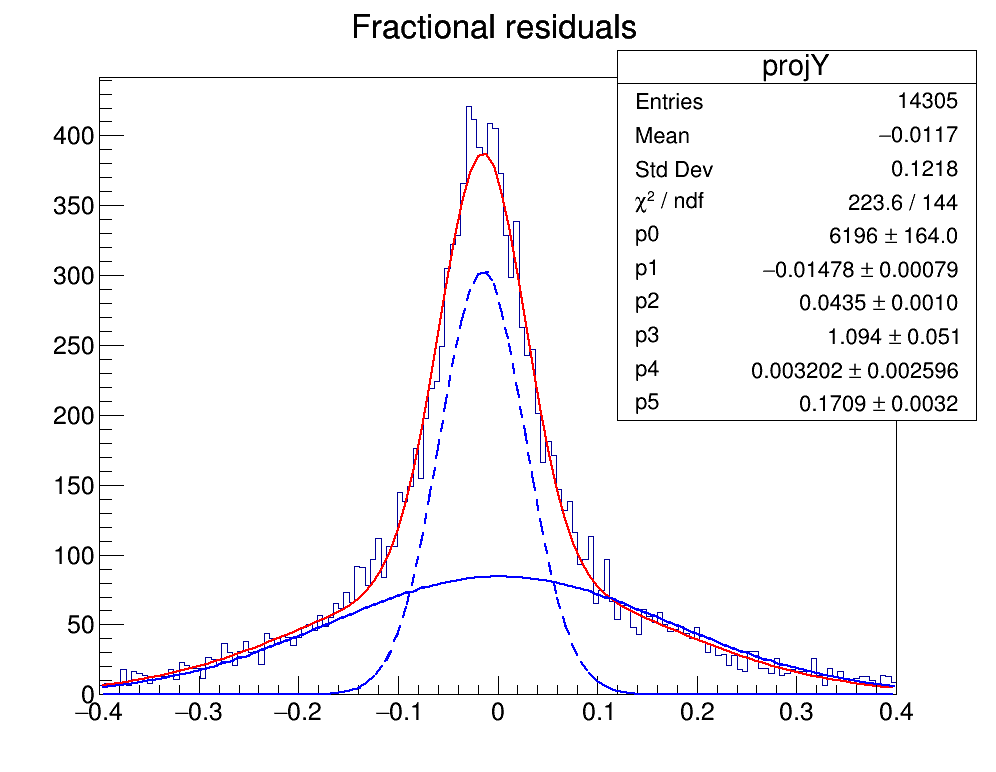 Fractional residuals
projY
Entries 14305
Mean −0.0117
Std Dev 0.1218
χ² / ndf 223.6 / 144
p0 6196 ± 164.0
p1 −0.01478 ± 0.00079
p2 0.0435 ± 0.0010
p3 1.094 ± 0.051
p4 0.003202 ± 0.002596
p5 0.1709 ± 0.0032
400
350
300
250
200
150
100
50
0
−0.4 −0.3 −0.2 −0.1 0 0.1 0.2 0.3 0.4